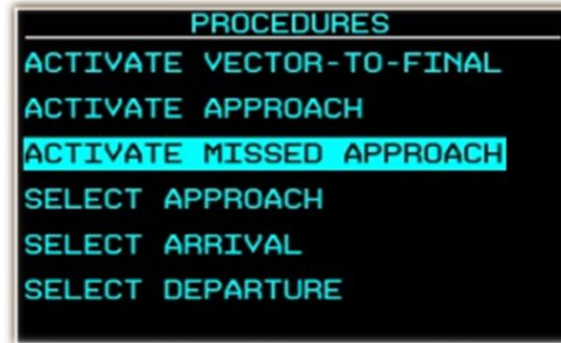 PROCEDURES
ACTIVATE VECTOR-TO-FINAL
ACTIVATE APPROACH
ACTIVATE MISSED APPROACH
SELECT APPROACH
SELECT ARRIVAL
SELECT DEPARTURE